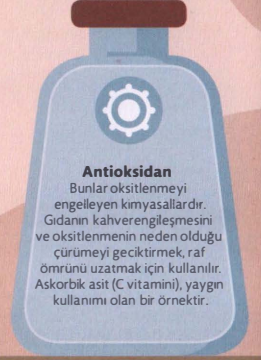 Antioksidan
Bunlar oksitlenmeyi
engelleyen kimyasallardır.
Gıdanın kahverengileşmesini
ve oksitlenmenin neden olduğu
çürümeyi geciktirmek, raf
ömrünü uzatmak için kullanılır.
Askorbik asit (C vitamini), yaygın
kullanımı olan bir örnektir.